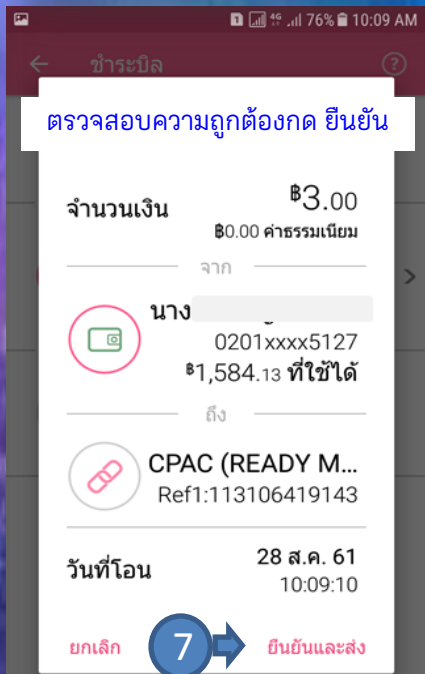 1 4G 76% 10:09 AM
ชำระบิล ?
ตรวจสอบความถูกต้องกด ยืนยัน
จำนวนเงิน ฿3.00
฿0.00 ค่าธรรมเนียม
จาก
นาง
0201xxxx5127
฿1,584.13 ที่ใช้ได้
ถึง
CPAC (READY M...
Ref1:113106419143
วันที่โอน 28 ส.ค. 61
10:09:10
ยกเลิก 7 ยืนยันและส่ง